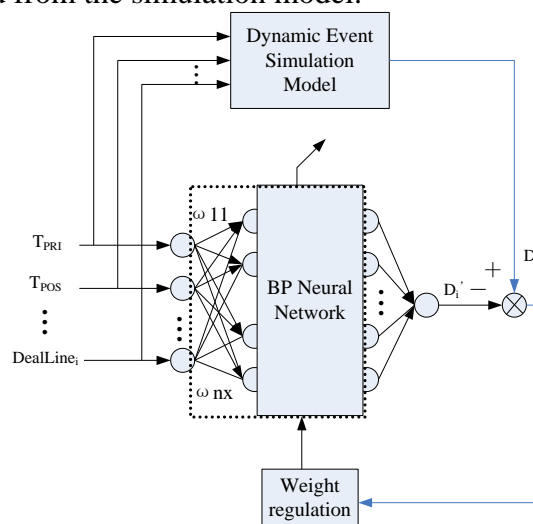 from the simulation model.
Dynamic Event
Simulation
Model
ω 11
T_PRI
T_POS
DealLine_i
BP Neural
Network
ω nx
D_i'
D
+
−
Weight
regulation